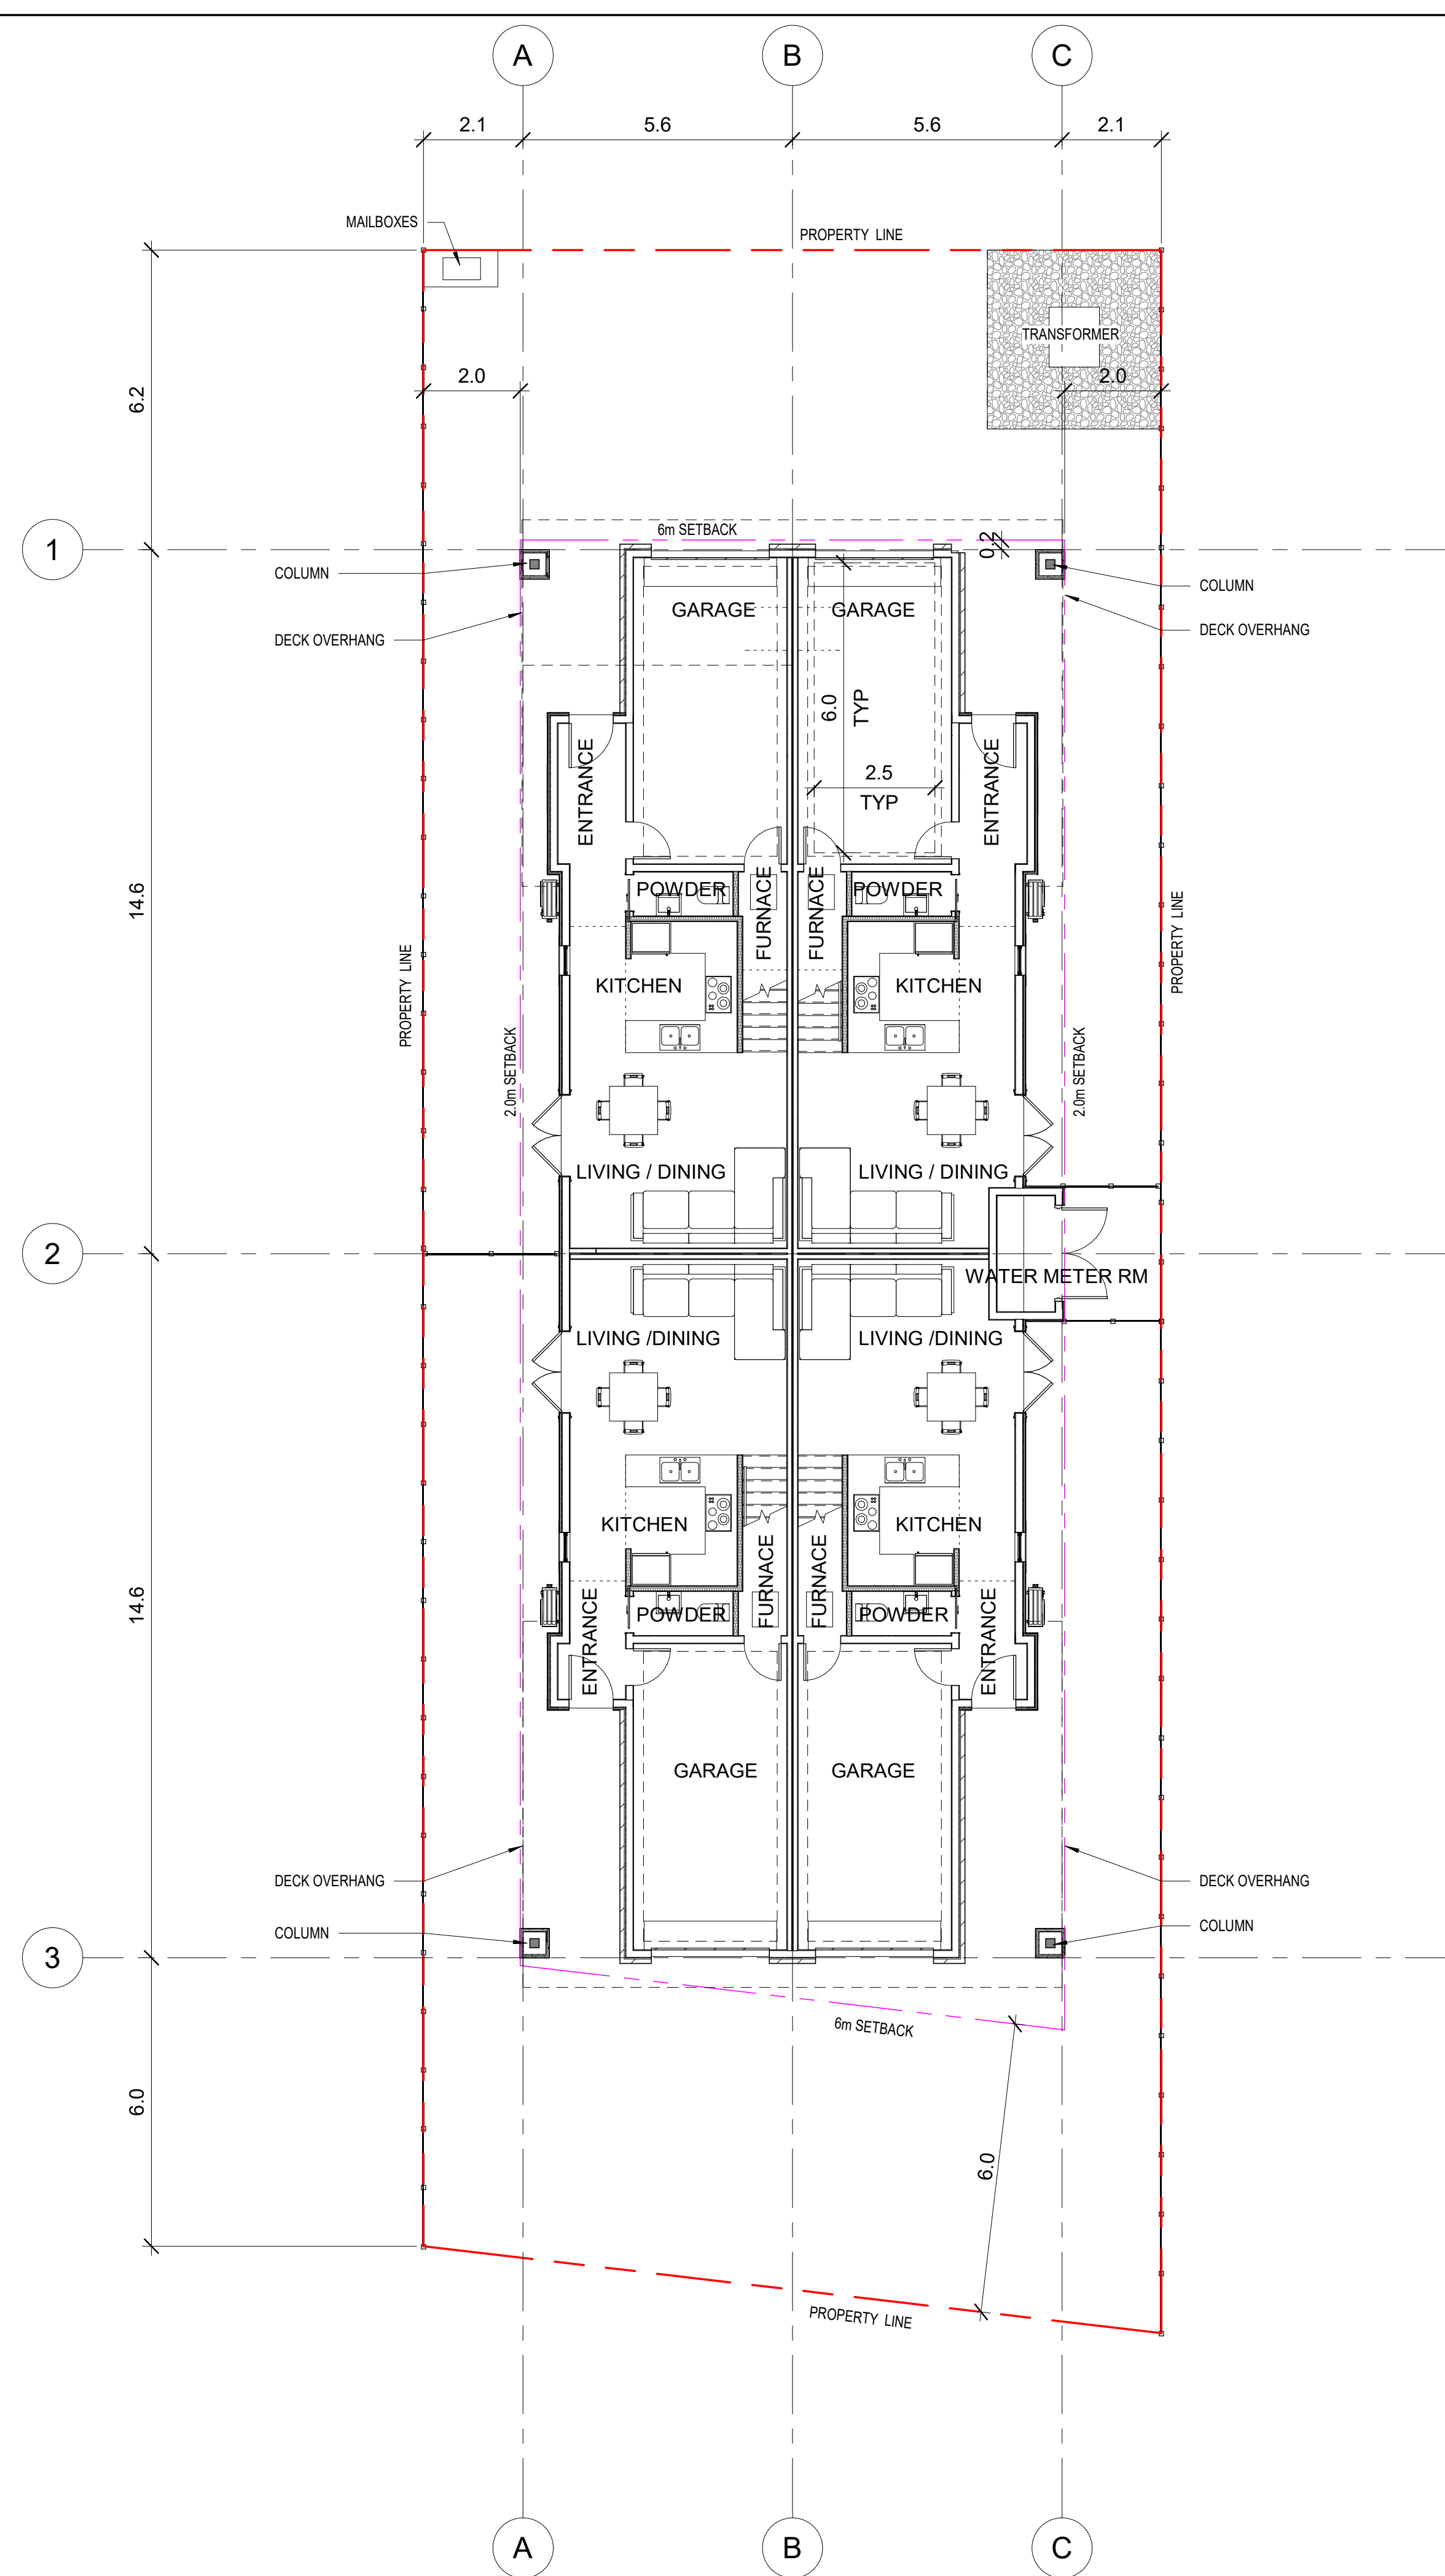 A B C
2.1 5.6 5.6 2.1
MAILBOXES
PROPERTY LINE
TRANSFORMER
2.0 2.0
6.2
6m SETBACK
0.2
1
COLUMN COLUMN
GARAGE GARAGE
DECK OVERHANG DECK OVERHANG
6.0 TYP
2.5
TYP
ENTRANCE ENTRANCE
POWDER POWDER
FURNACE FURNACE
14.6
PROPERTY LINE PROPERTY LINE
KITCHEN KITCHEN
2.0m SETBACK 2.0m SETBACK
LIVING / DINING LIVING / DINING
2
WATER METER RM
LIVING /DINING LIVING /DINING
KITCHEN KITCHEN
FURNACE FURNACE
14.6
POWDER POWDER
ENTRANCE ENTRANCE
GARAGE GARAGE
DECK OVERHANG DECK OVERHANG
COLUMN COLUMN
3
6m SETBACK
6.0
6.0
PROPERTY LINE
A B C